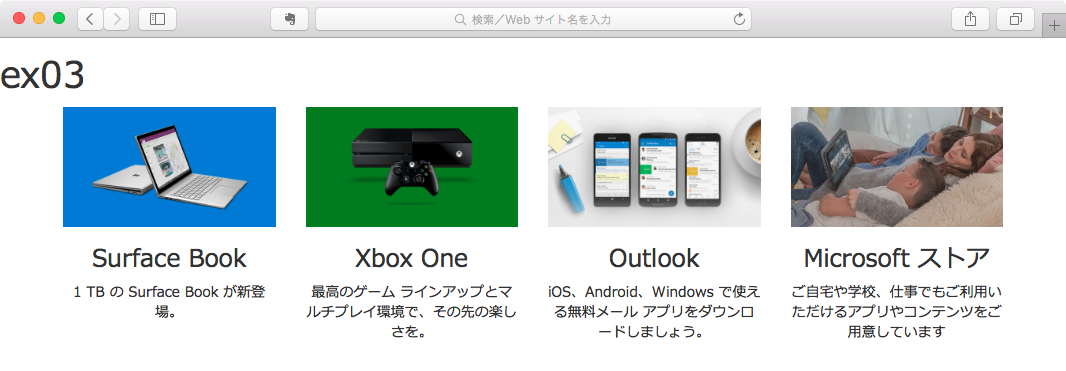 検索／Web サイト名を入力
ex03
Surface Book
1 TB の Surface Book が新登
場。
Xbox One
最高のゲーム ラインアップとマ
ルチプレイ環境で、その先の楽し
さを。
Outlook
iOS、Android、Windows で使え
る無料メール アプリをダウンロ
ードしましょう。
Microsoft ストア
ご自宅や学校、仕事でもご利用い
ただけるアプリやコンテンツをご
用意しています